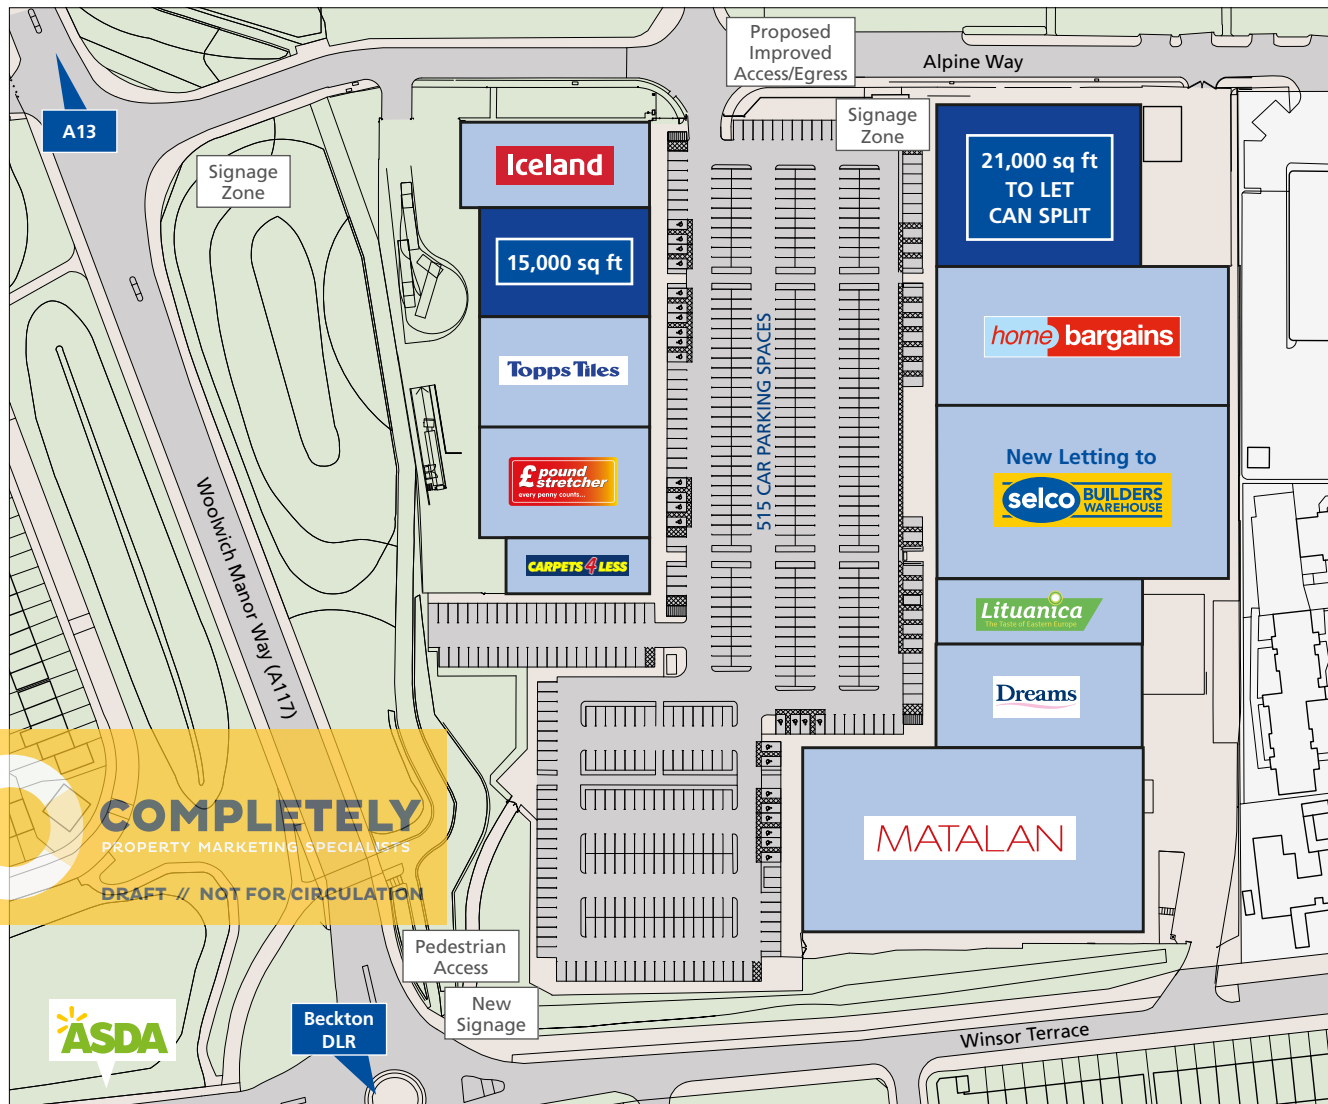 Proposed
Improved
Access/Egress
Alpine Way
A13
Signage
Zone
Signage
Zone
Iceland
21,000 sq ft
TO LET
CAN SPLIT
15,000 sq ft
home bargains
Topps Tiles
515 CAR PARKING SPACES
New Letting to
selco BUILDERS
WAREHOUSE
£ pound
stretcher
every penny counts...
CARPETS 4 LESS
Woolwich Manor Way (A117)
Lituanica
The Taste of Eastern Europe
Dreams
MATALAN
COMPLETELY
PROPERTY MARKETING SPECIALISTS
DRAFT // NOT FOR CIRCULATION
Pedestrian
Access
New
Signage
ASDA
Beckton
DLR
Winsor Terrace